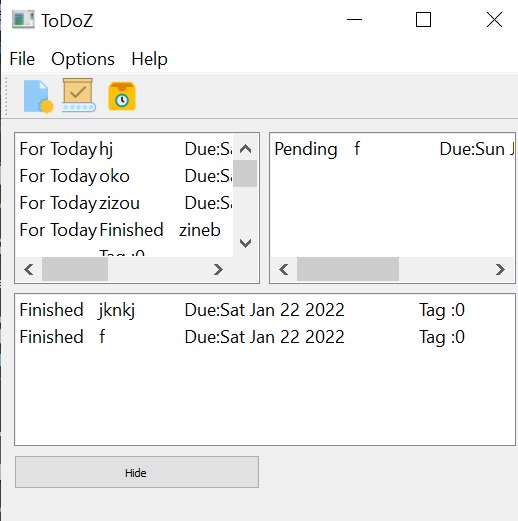 ToDoZ
File Options Help
For Today hj Due:Sa
For Today oko Due:Sa
For Today zizou Due:Sa
For Today Finished zineb
Tag :0
Pending f Due:Sun J
Finished jknkj Due:Sat Jan 22 2022 Tag :0
Finished f Due:Sat Jan 22 2022 Tag :0
Hide